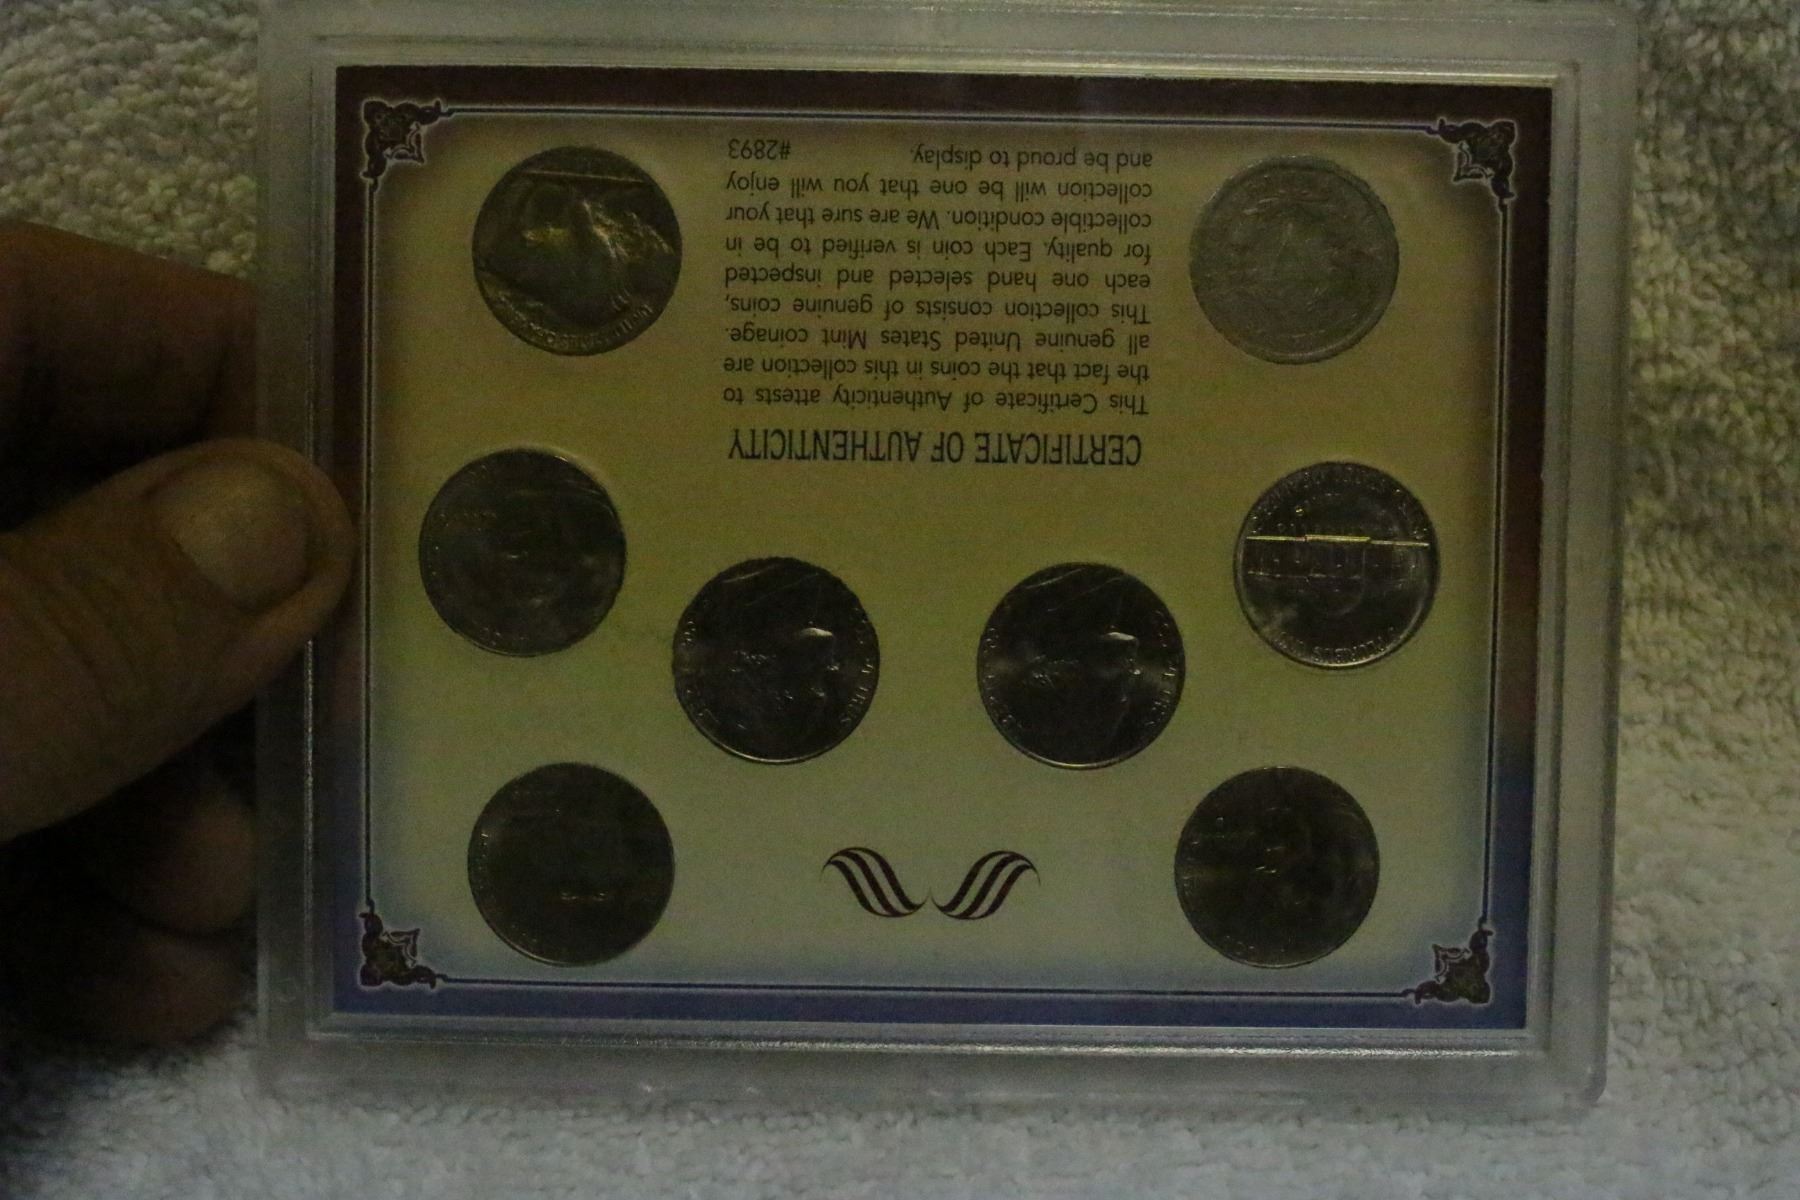 CERTIFICATE OF AUTHENTICITY
This Certificate of Authenticity attests to
the fact that the coins in this collection are
all genuine United States Mint coinage.
This collection consists of genuine coins,
each one hand selected and inspected
for quality. Each coin is verified to be in
collectible condition. We are sure that your
collection will be one that you will enjoy
and be proud to display. #2893